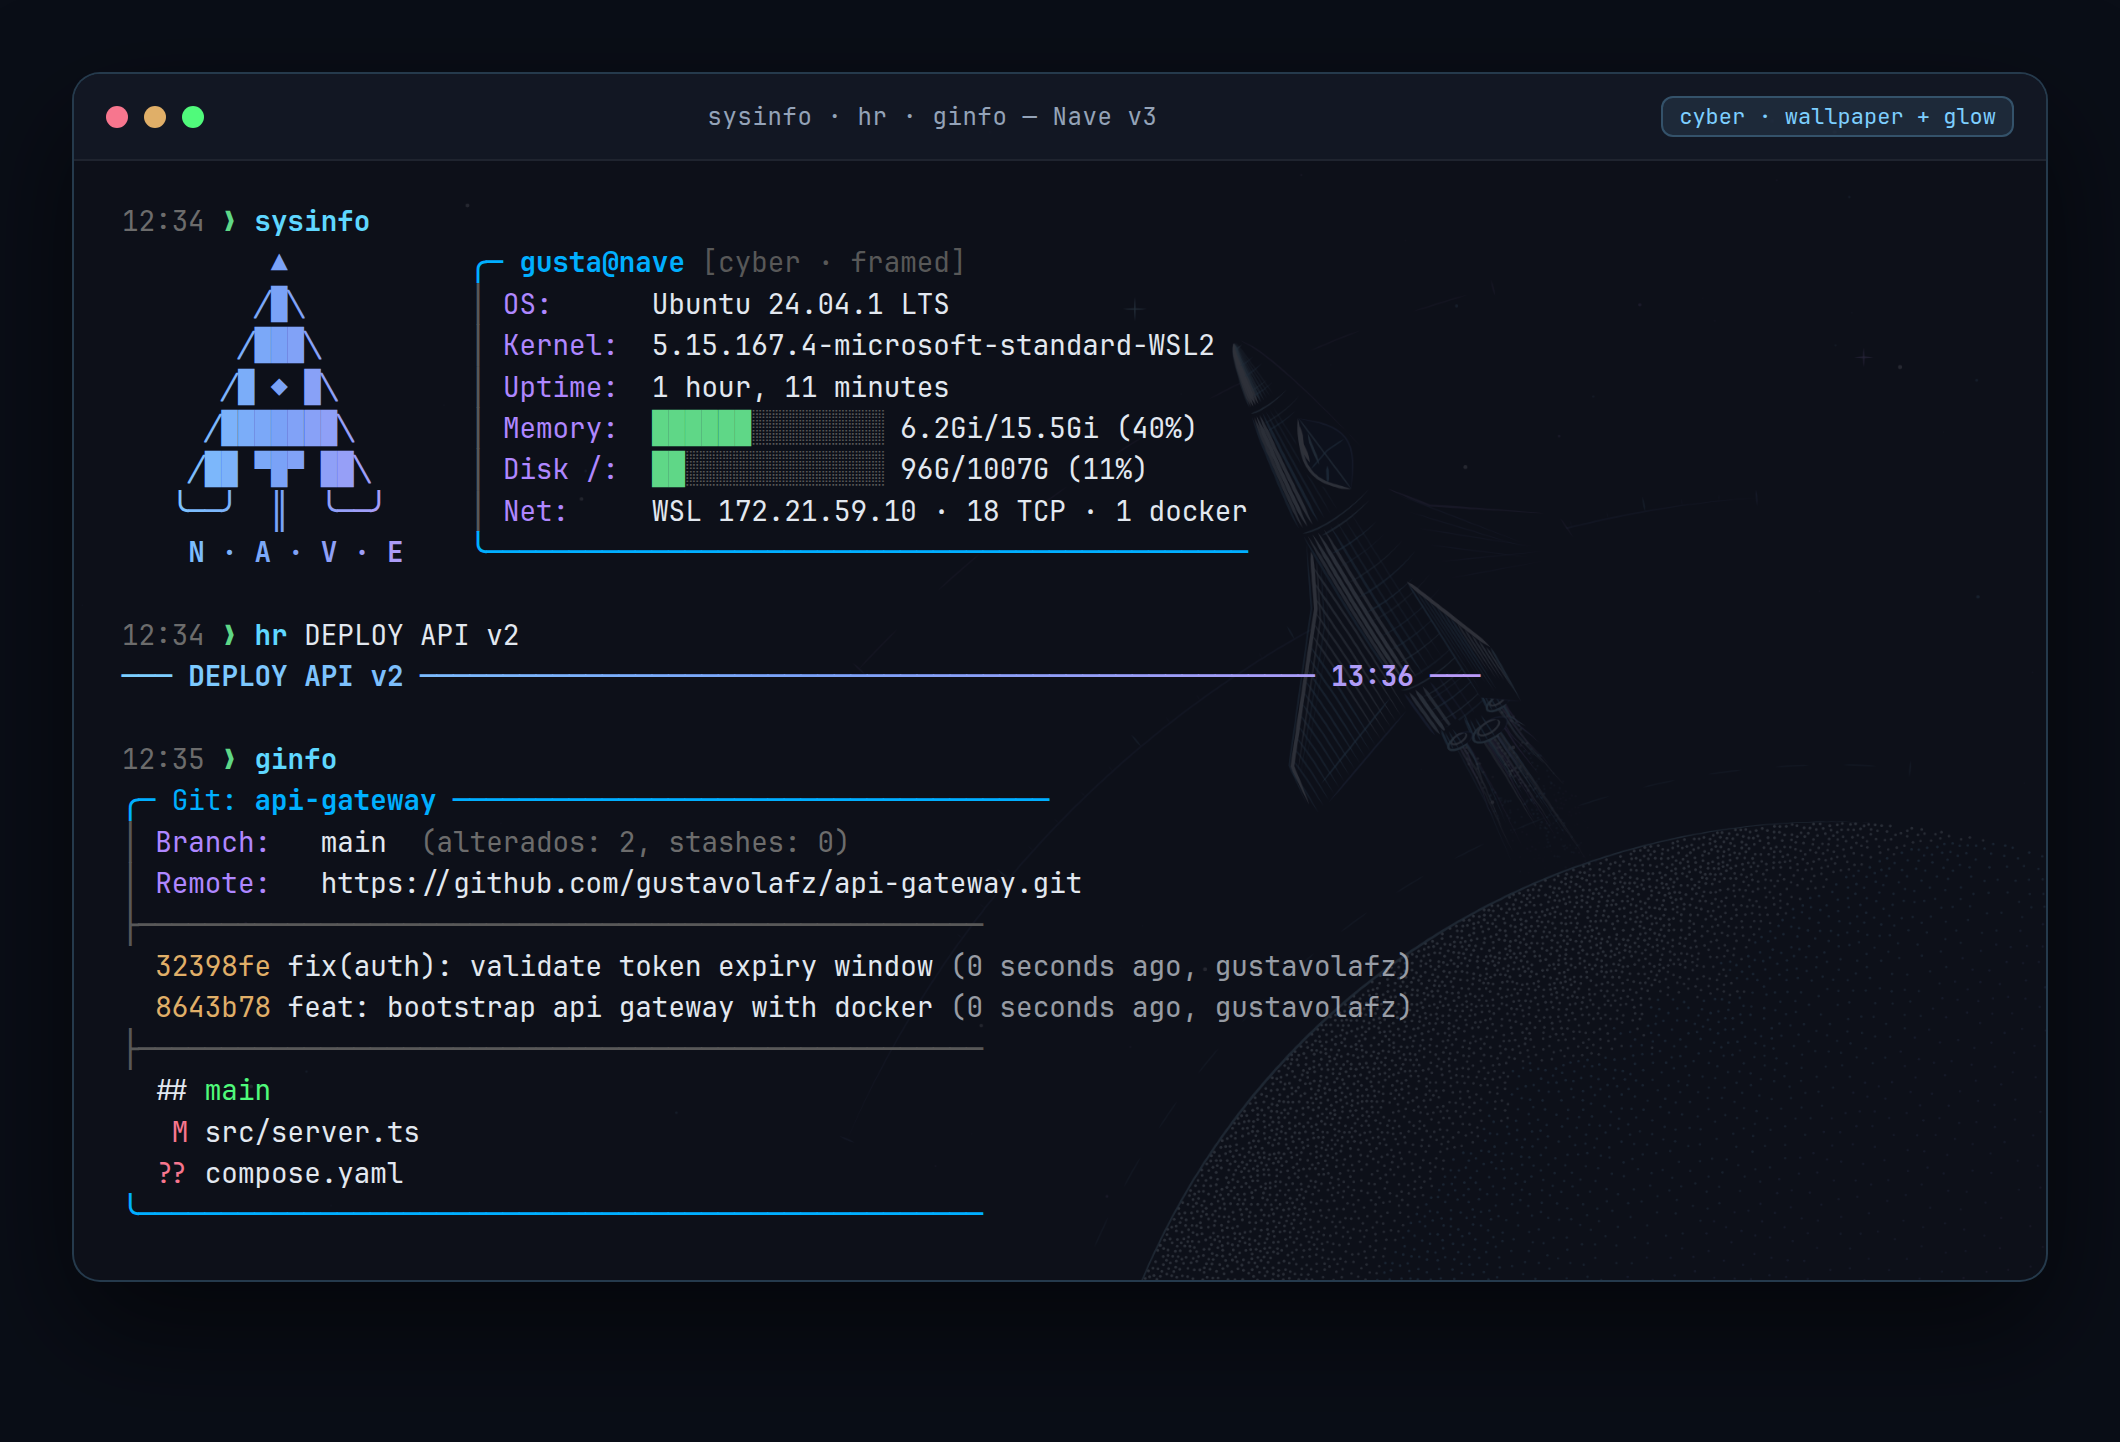 sysinfo · hr · ginfo — Nave v3
cyber · wallpaper + glow
12:34 ❱ sysinfo
gusta@nave [cyber · framed]
OS: Ubuntu 24.04.1 LTS
Kernel: 5.15.167.4-microsoft-standard-WSL2
Uptime: 1 hour, 11 minutes
Memory: 6.2Gi/15.5Gi (40%)
Disk /: 96G/1007G (11%)
Net: WSL 172.21.59.10 · 18 TCP · 1 docker
N · A · V · E
12:34 ❱ hr DEPLOY API v2
DEPLOY API v2 13:36
12:35 ❱ ginfo
Git: api-gateway
Branch: main (alterados: 2, stashes: 0)
Remote: https://github.com/gustavolafz/api-gateway.git
32398fe fix(auth): validate token expiry window (0 seconds ago, gustavolafz)
8643b78 feat: bootstrap api gateway with docker (0 seconds ago, gustavolafz)
## main
M src/server.ts
?? compose.yaml